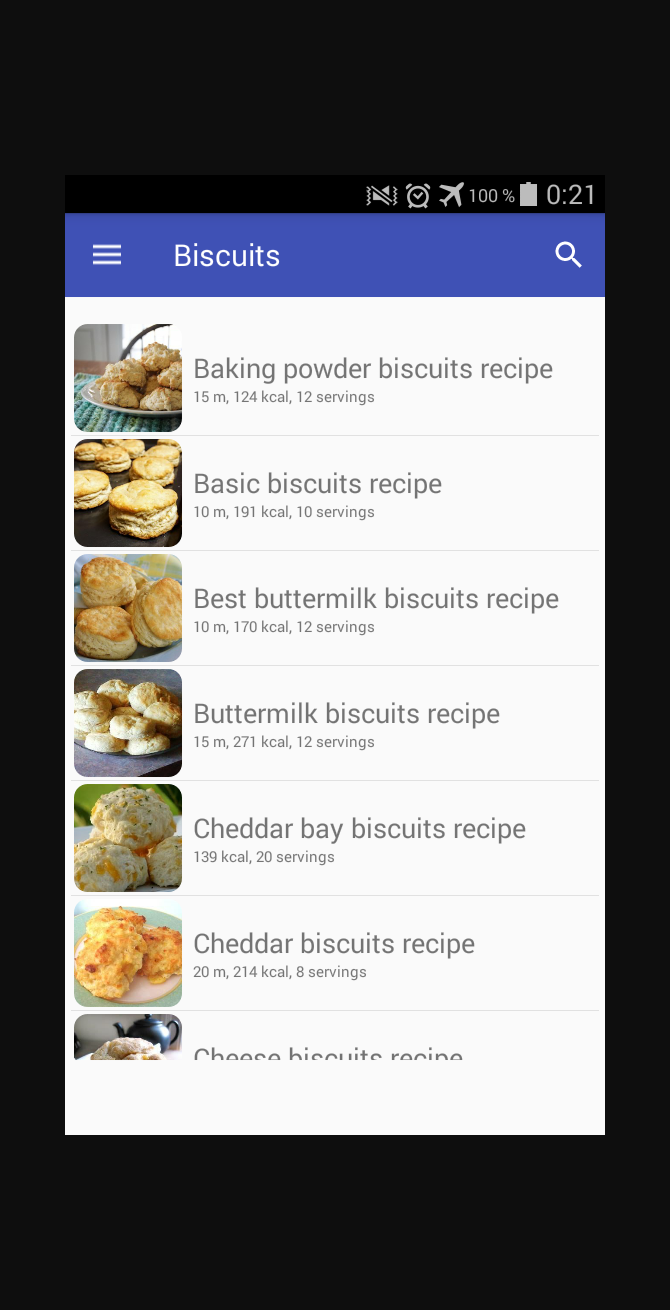 100 % 0:21
Biscuits
Baking powder biscuits recipe
15 m, 124 kcal, 12 servings
Basic biscuits recipe
10 m, 191 kcal, 10 servings
Best buttermilk biscuits recipe
10 m, 170 kcal, 12 servings
Buttermilk biscuits recipe
15 m, 271 kcal, 12 servings
Cheddar bay biscuits recipe
139 kcal, 20 servings
Cheddar biscuits recipe
20 m, 214 kcal, 8 servings
Cheese biscuits recipe